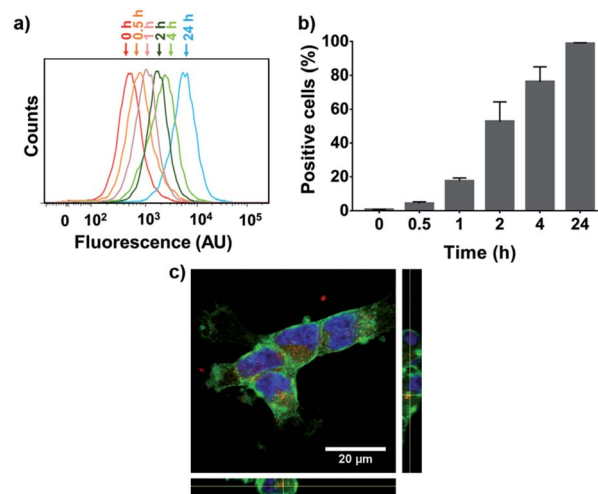 a)
0 h
0.5 h
1 h
2 h
4 h
24 h
Counts
0 10² 10³ 10⁴ 10⁵
Fluorescence (AU)
b)
Positive cells (%)
100
80
60
40
20
0
0 0.5 1 2 4 24
Time (h)
c)
20 µm